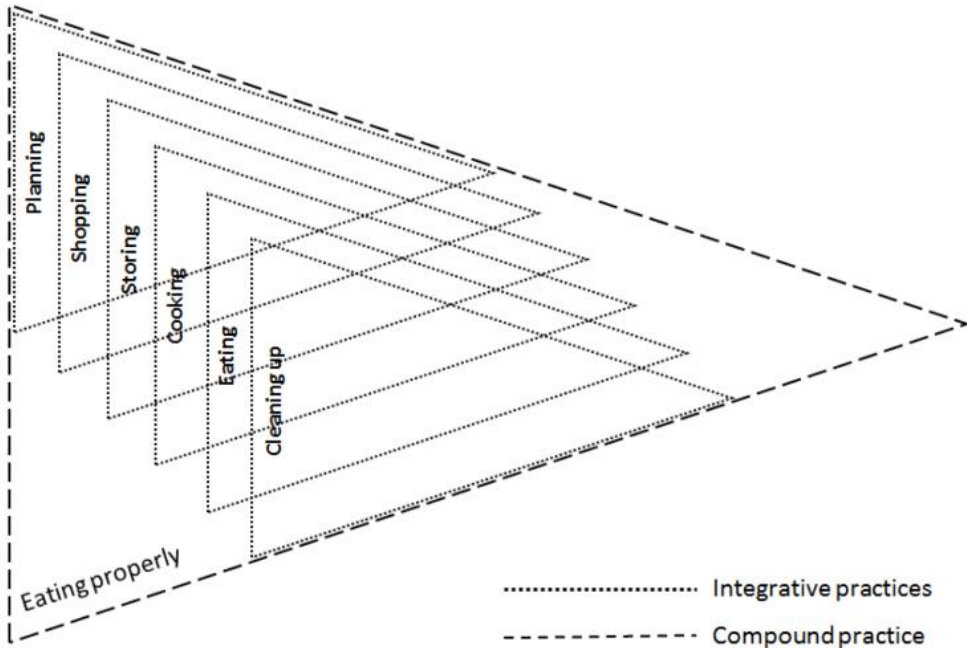 Planning
Shopping
Storing
Cooking
Eating
Cleaning up
Eating properly
Integrative practices
Compound practice